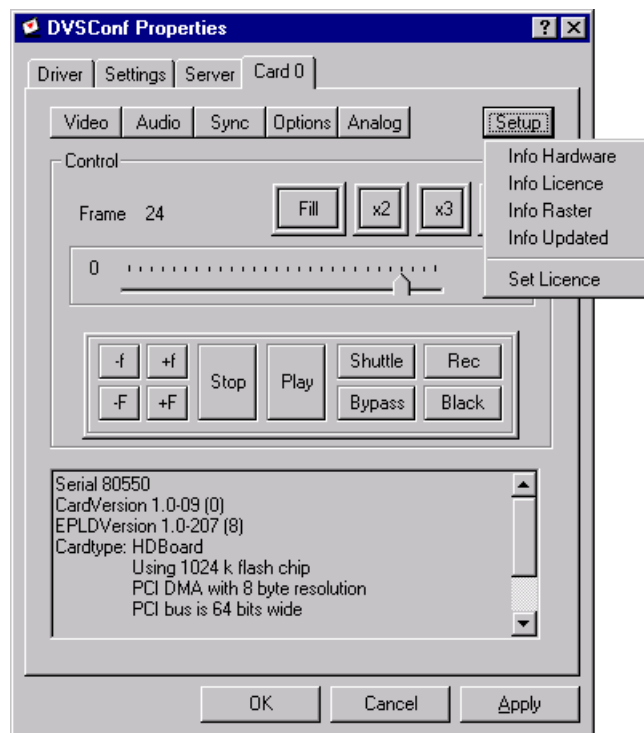 DVSConf Properties
Driver Settings Server Card 0
Video Audio Sync Options Analog Setup
Info Hardware
Info Licence
Info Raster
Info Updated
Set Licence
Control
Frame 24 Fill x2 x3
0
-f +f Stop Play Shuttle Rec
-F +F Bypass Black
Serial 80550
CardVersion 1.0-09 (0)
EPLDVersion 1.0-207 (8)
Cardtype: HDBoard
Using 1024 k flash chip
PCI DMA with 8 byte resolution
PCI bus is 64 bits wide
OK Cancel Apply